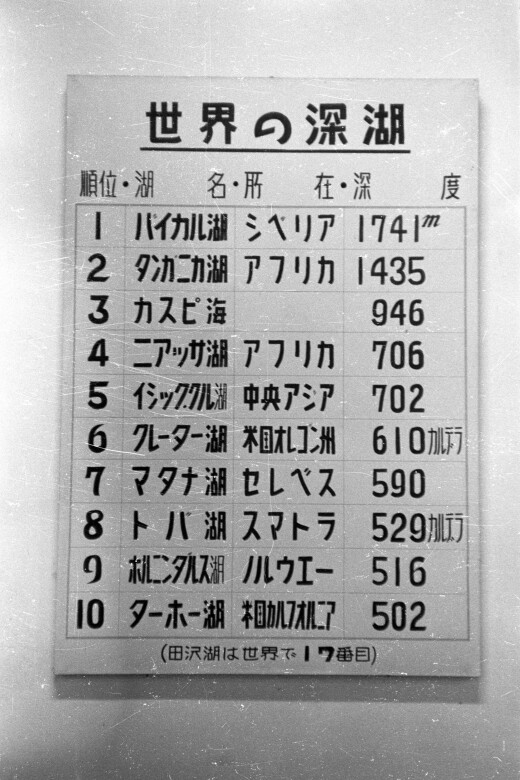 世界の深湖
順位・湖名・所在・深度
1 バイカル湖 シベリア 1741m
2 タンガニカ湖 アフリカ 1435
3 カスピ海 946
4 ニアッサ湖 アフリカ 706
5 イシックグル湖 中央アジア 702
6 クレーター湖 米国オレゴン州 610カルデラ
7 マタナ湖 セレベス 590
8 トバ湖 スマトラ 529カルデラ
9 ホルニンダルス湖 ノルウエー 516
10 ターホー湖 米国カルフオルニア 502
(田沢湖は世界で17番目)